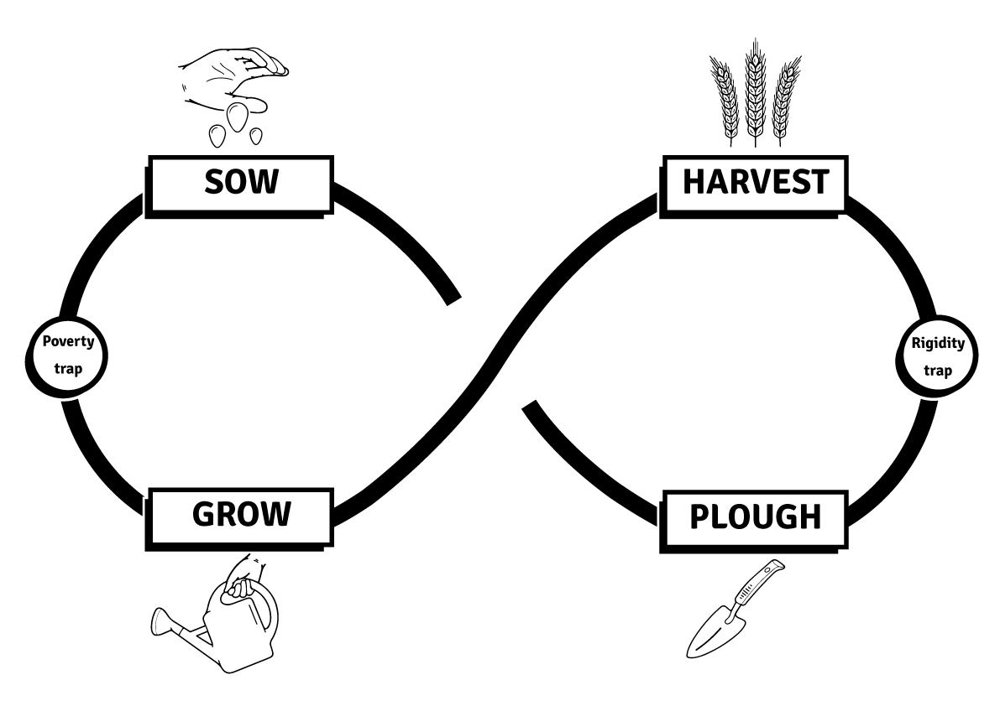 SOW
HARVEST
Poverty
trap
Rigidity
trap
GROW
PLOUGH